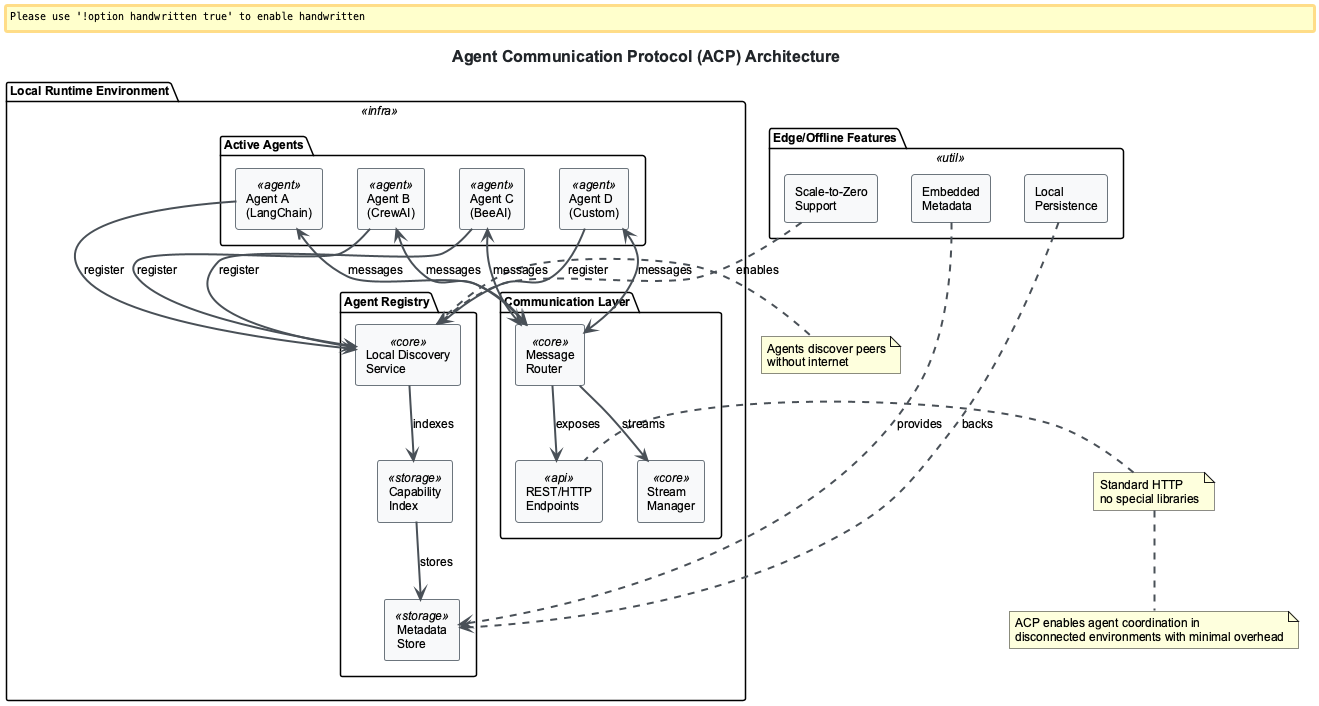 Please use '!option handwritten true' to enable handwritten
Agent Communication Protocol (ACP) Architecture
Local Runtime Environment
«infra»
Active Agents
«agent»
Agent A
(LangChain)
«agent»
Agent B
(CrewAI)
«agent»
Agent C
(BeeAI)
«agent»
Agent D
(Custom)
Edge/Offline Features
«util»
Scale-to-Zero
Support
Embedded
Metadata
Local
Persistence
register
register
register
messages
messages
messages
register
messages
enables
Agent Registry
«core»
Local Discovery
Service
Communication Layer
«core»
Message
Router
Agents discover peers
without internet
indexes
exposes
streams
provides
backs
«storage»
Capability
Index
«api»
REST/HTTP
Endpoints
«core»
Stream
Manager
Standard HTTP
no special libraries
stores
«storage»
Metadata
Store
ACP enables agent coordination in
disconnected environments with minimal overhead